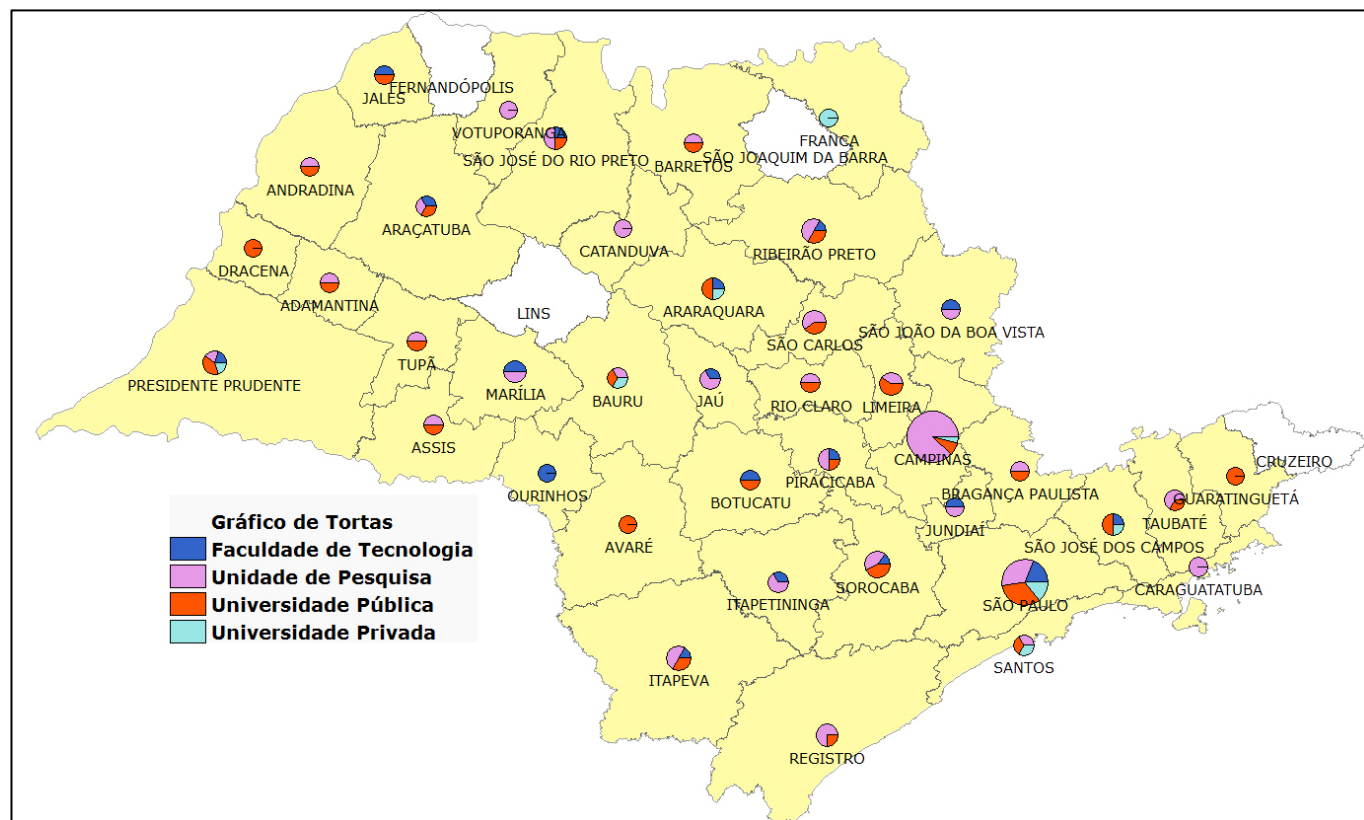 FERNANDÓPOLIS
JALES
VOTUPORANGA
FRANCA
SÃO JOSÉ DO RIO PRETO
BARRETOS
SÃO JOAQUIM DA BARRA
ANDRADINA
ARAÇATUBA
CATANDUVA
RIBEIRÃO PRETO
DRACENA
ADAMANTINA
LINS
ARARAQUARA
SÃO CARLOS
SÃO JOÃO DA BOA VISTA
TUPÃ
PRESIDENTE PRUDENTE
MARÍLIA
BAURU
JAÚ
RIO CLARO
LIMEIRA
ASSIS
CAMPINAS
CRUZEIRO
OURINHOS
BOTUCATU
PIRACICABA
BRAGANÇA PAULISTA
GUARATINGUETÁ
TAUBATÉ
JUNDIAÍ
AVARÉ
SÃO JOSÉ DOS CAMPOS
SOROCABA
CARAGUATATUBA
ITAPETININGA
SÃO PAULO
SANTOS
ITAPEVA
REGISTRO
Gráfico de Tortas
Faculdade de Tecnologia
Unidade de Pesquisa
Universidade Pública
Universidade Privada